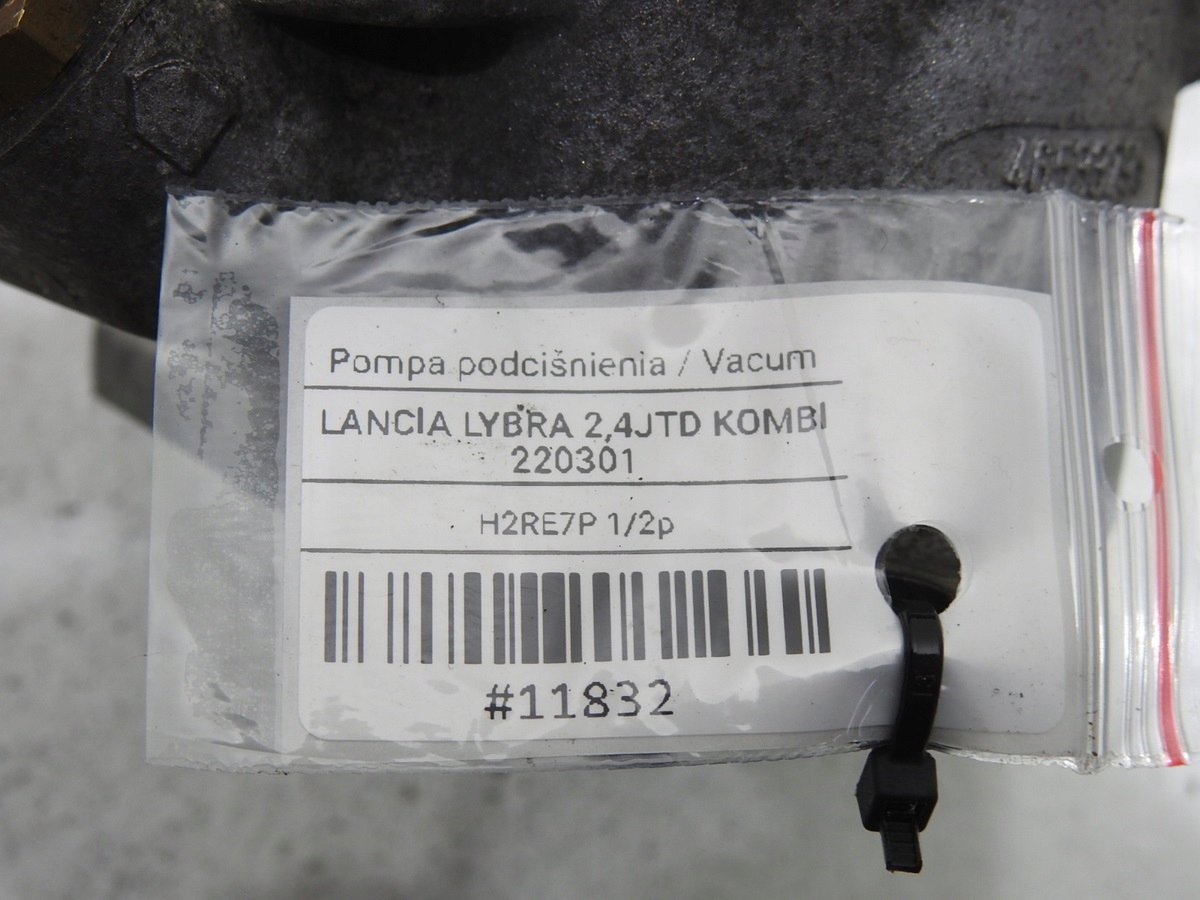 Pompa podciśnienia / Vacum
LANCIA LYBRA 2,4JTD KOMBI
220301
H2RE7P 1/2p
#11832